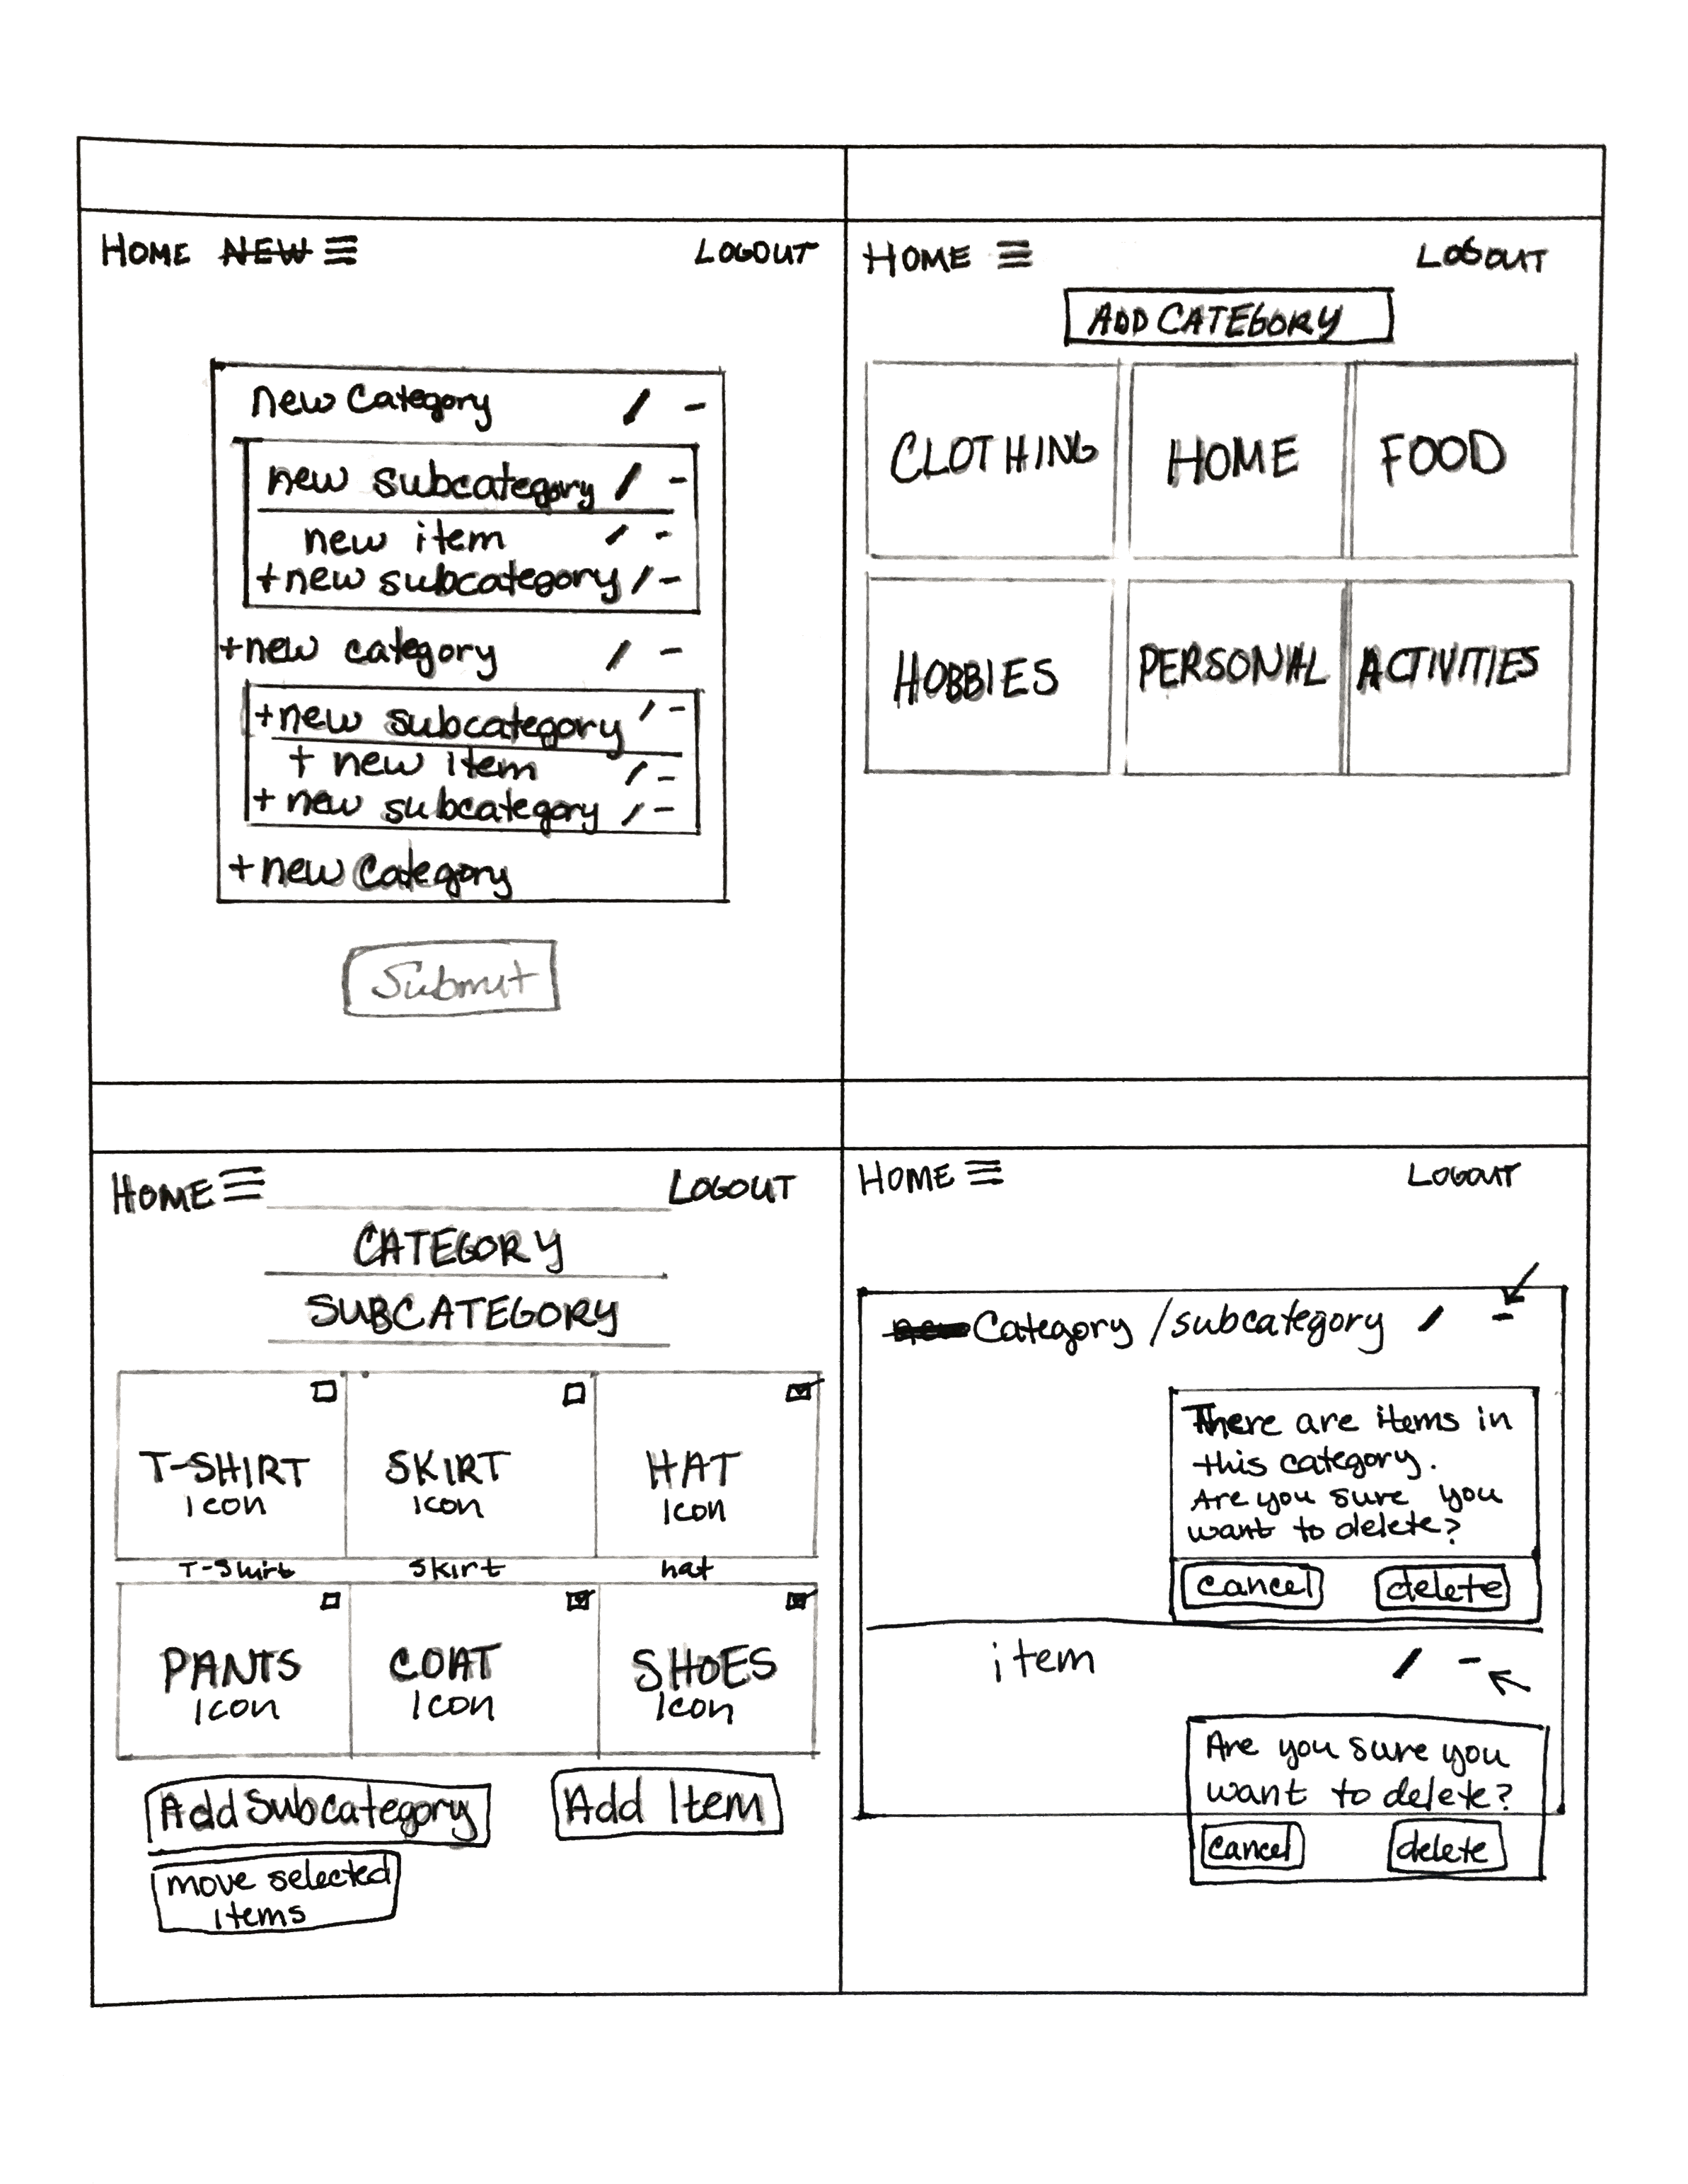 HOME NEW LOGOUT
new Category
new subcategory
new item
+new subcategory
+new category
+new subcategory
+ new item
+ new subcategory
+new Category
Submit
HOME LOGOUT
ADD CATEGORY
CLOTHING HOME FOOD
HOBBIES PERSONAL ACTIVITIES
HOME LOGOUT
CATEGORY
SUBCATEGORY
T-SHIRT SKIRT HAT
Icon Icon Icon
T-Shirt skirt hat
PANTS COAT SHOES
Icon Icon Icon
Add Subcategory Add Item
move selected
items
HOME LOGOUT
Category /subcategory
There are items in
this category.
Are you sure you
want to delete?
cancel delete
item
Are you sure you
want to delete?
cancel delete